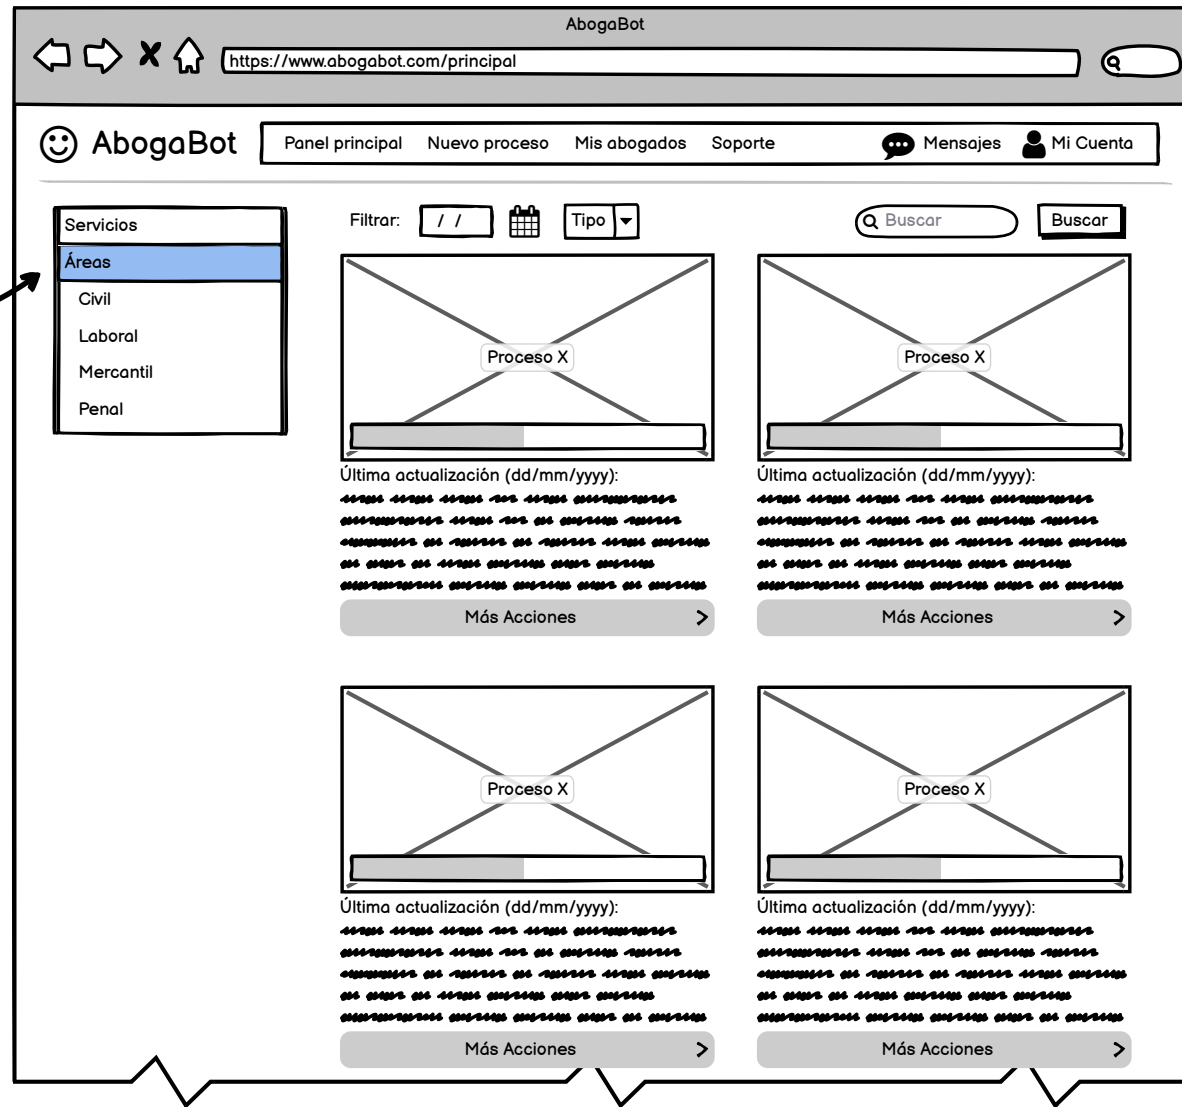 AbogaBot
https://www.abogabot.com/principal
AbogaBot
Panel principal Nuevo proceso Mis abogados Soporte Mensajes Mi Cuenta
Servicios
Áreas
Civil
Laboral
Mercantil
Penal
Filtrar: / / Tipo Buscar Buscar
Proceso X
Última actualización (dd/mm/yyyy):
Más Acciones >
Proceso X
Última actualización (dd/mm/yyyy):
Más Acciones >
Proceso X
Última actualización (dd/mm/yyyy):
Más Acciones >
Proceso X
Última actualización (dd/mm/yyyy):
Más Acciones >